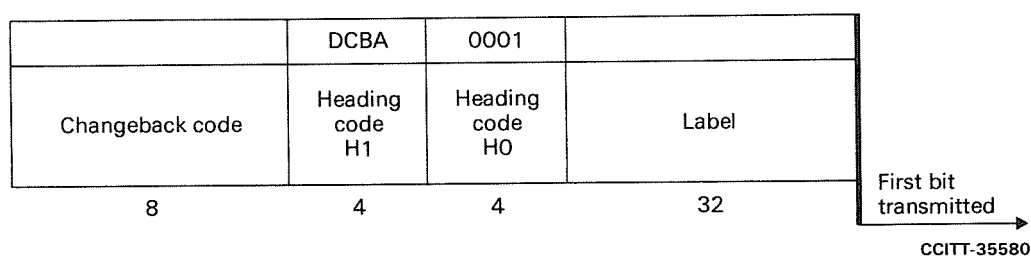 DCBA 0001
Changeback code
Heading
code
H1
Heading
code
H0
Label
8 4 4 32
First bit
transmitted
CCITT-35580